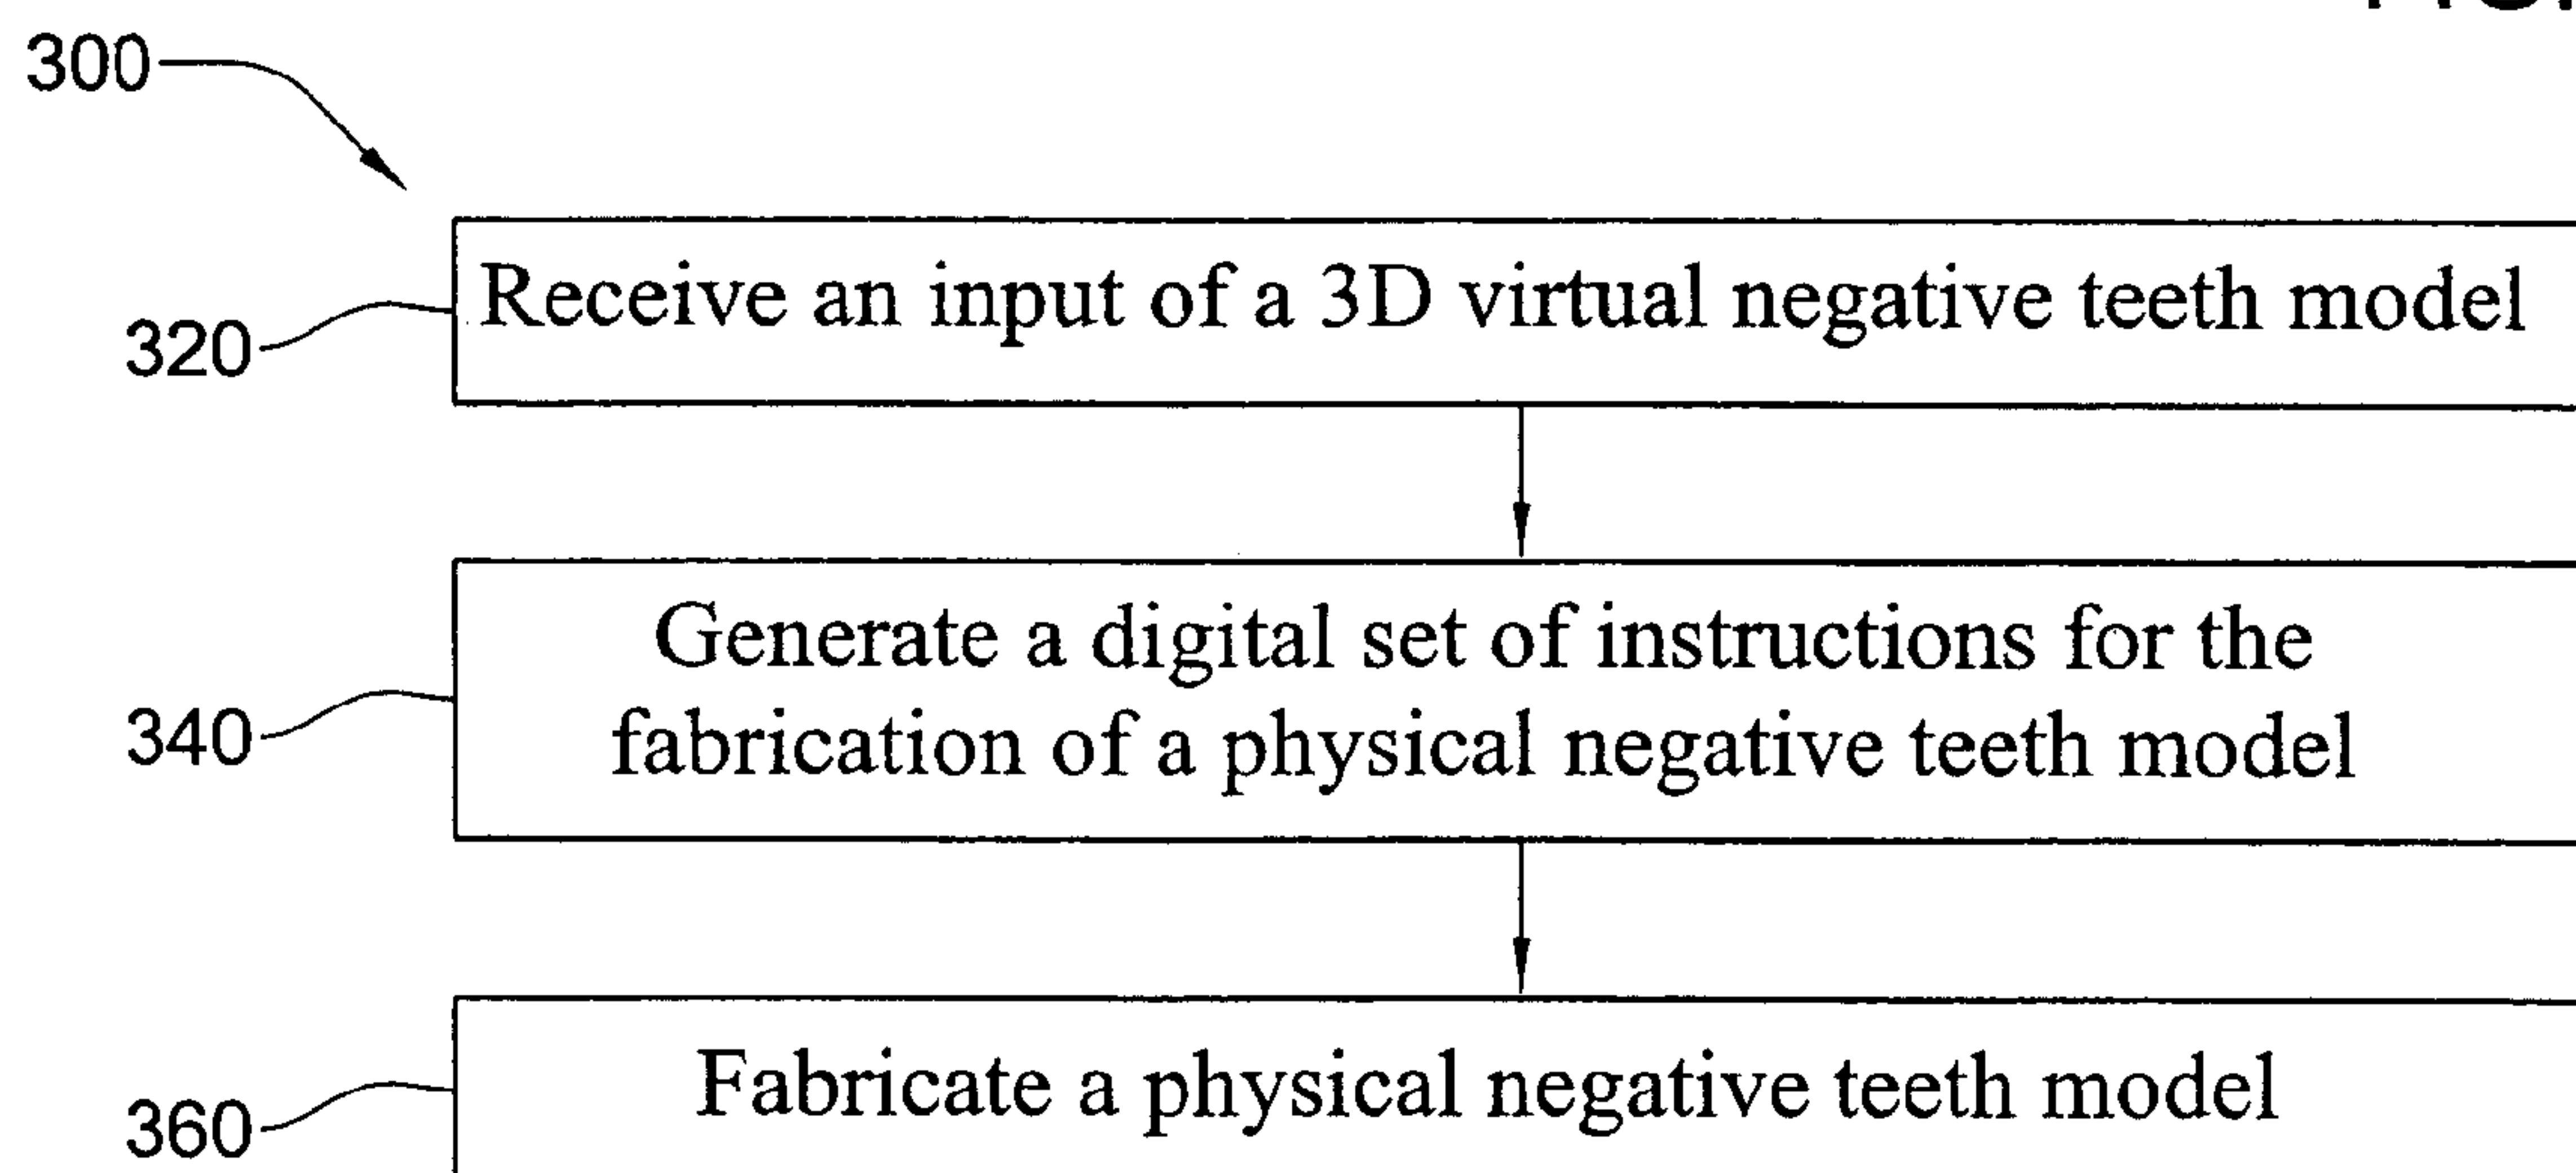 300
320
Receive an input of a 3D virtual negative teeth model
340
Generate a digital set of instructions for the
fabrication of a physical negative teeth model
360
Fabricate a physical negative teeth model